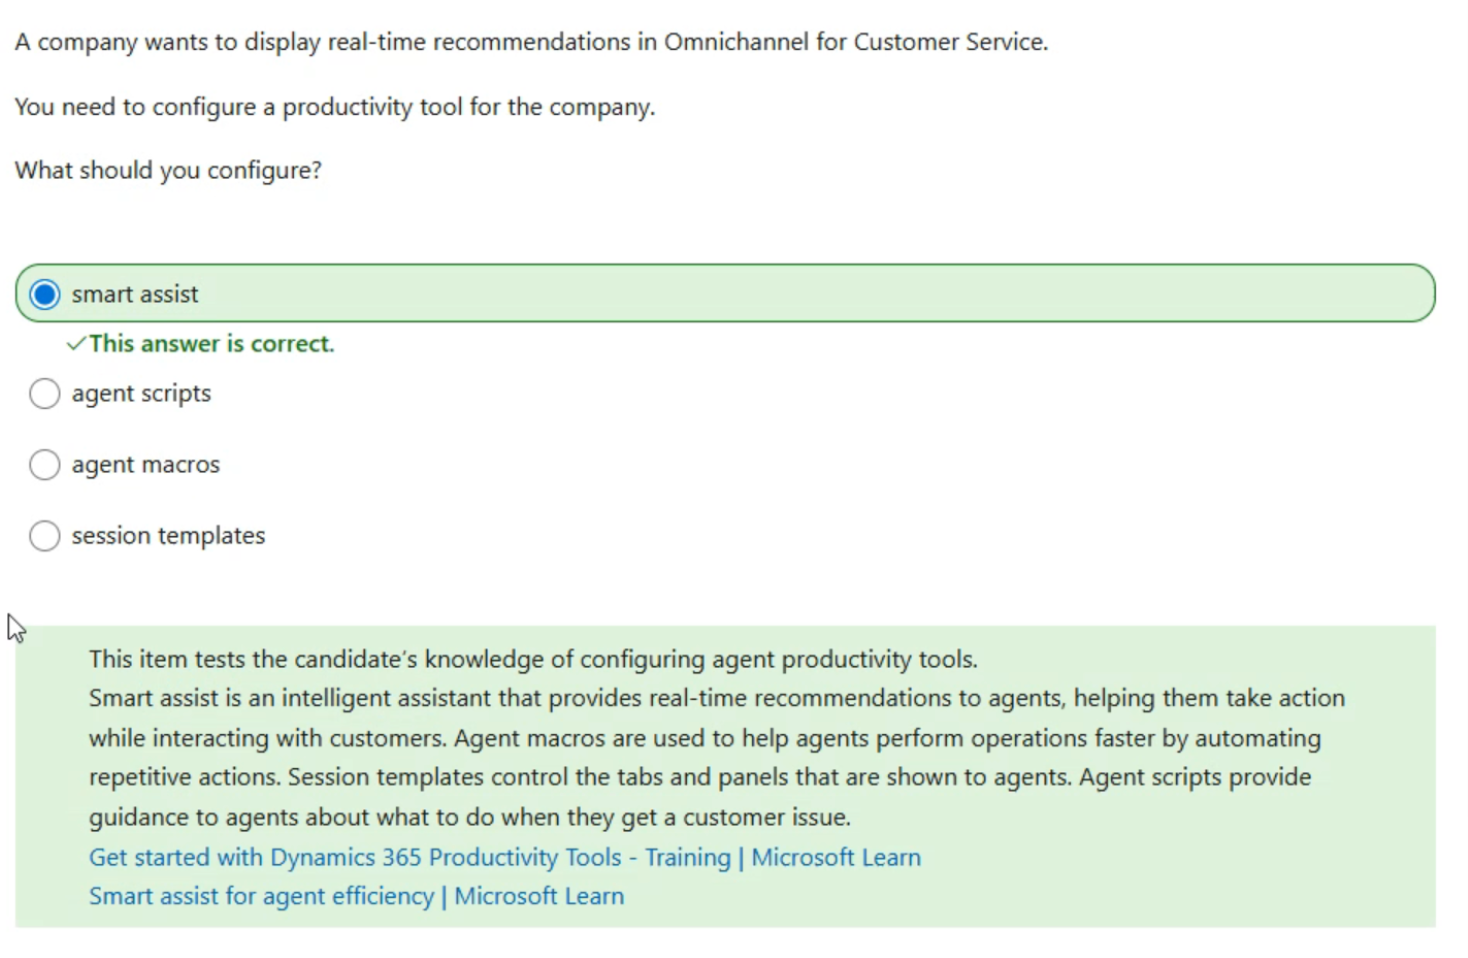 A company wants to display real-time recommendations in Omnichannel for Customer Service.
You need to configure a productivity tool for the company.
What should you configure?
smart assist
✓This answer is correct.
agent scripts
agent macros
session templates
This item tests the candidate's knowledge of configuring agent productivity tools.
Smart assist is an intelligent assistant that provides real-time recommendations to agents, helping them take action
while interacting with customers. Agent macros are used to help agents perform operations faster by automating
repetitive actions. Session templates control the tabs and panels that are shown to agents. Agent scripts provide
guidance to agents about what to do when they get a customer issue.
Get started with Dynamics 365 Productivity Tools - Training | Microsoft Learn
Smart assist for agent efficiency | Microsoft Learn